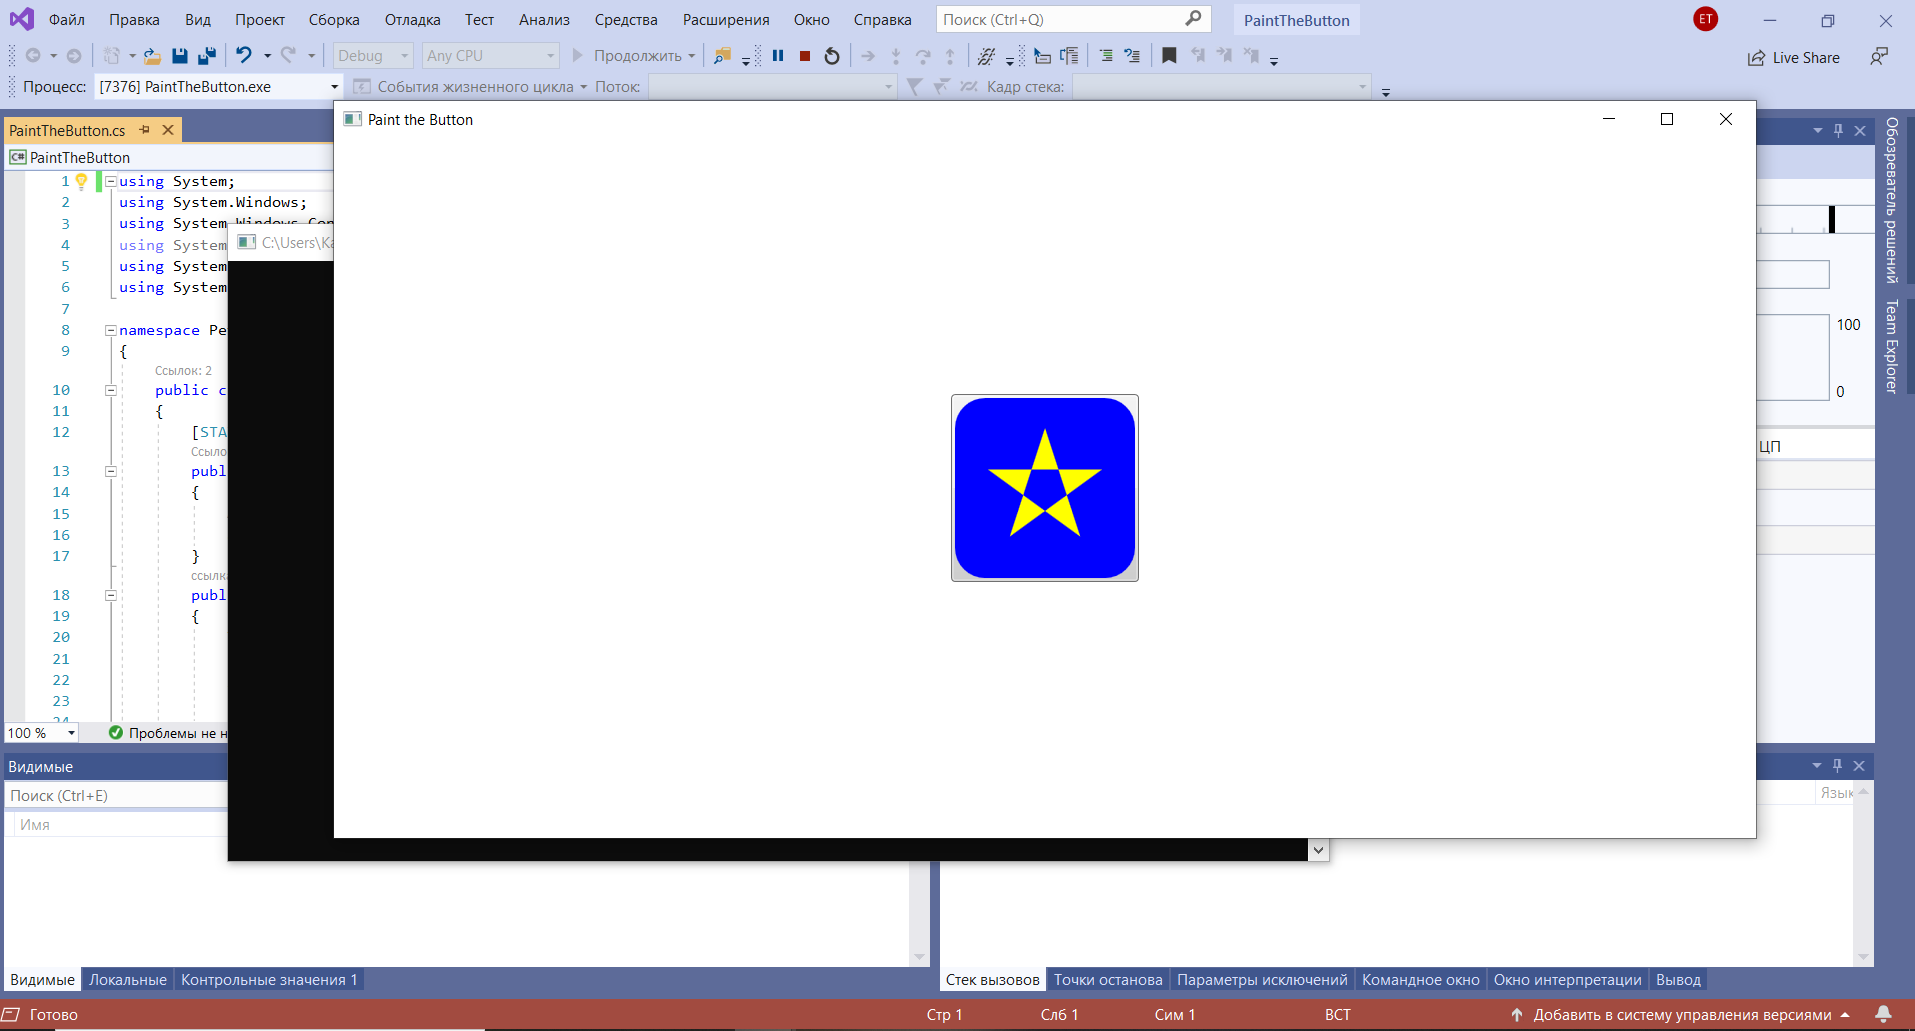 Файл Правка Вид Проект Сборка Отладка Тест Анализ Средства Расширения Окно Справка Поиск (Ctrl+Q) PaintTheButton ET
Debug Any CPU Продолжить Live Share
Процесс: [7376] PaintTheButton.exe События жизненного цикла Поток: Кадр стека:
Paint the Button
PaintTheButton.cs
C# PaintTheButton
1 using System;
2 using System.Windows;
3 using System.Windows.Con
4 using System
5 using System
6 using System
C:\Users\Ka
7
8 namespace Pe
9 {
Ссылок: 2
10 public c
11 {
12 [STA
Ссыло
13 publ
14 {
15
16
17 }
ссылк
18 publ
19 {
20
21
22
23
24
100 % Проблемы не н
Обозреватель решений
Team Explorer
100
0
ЦП
Видимые
Поиск (Ctrl+E)
Имя
Язык
Видимые Локальные Контрольные значения 1
Стек вызовов Точки останова Параметры исключений Командное окно Окно интерпретации Вывод
Готово Стр 1 Слб 1 Сим 1 ВСТ Добавить в систему управления версиями